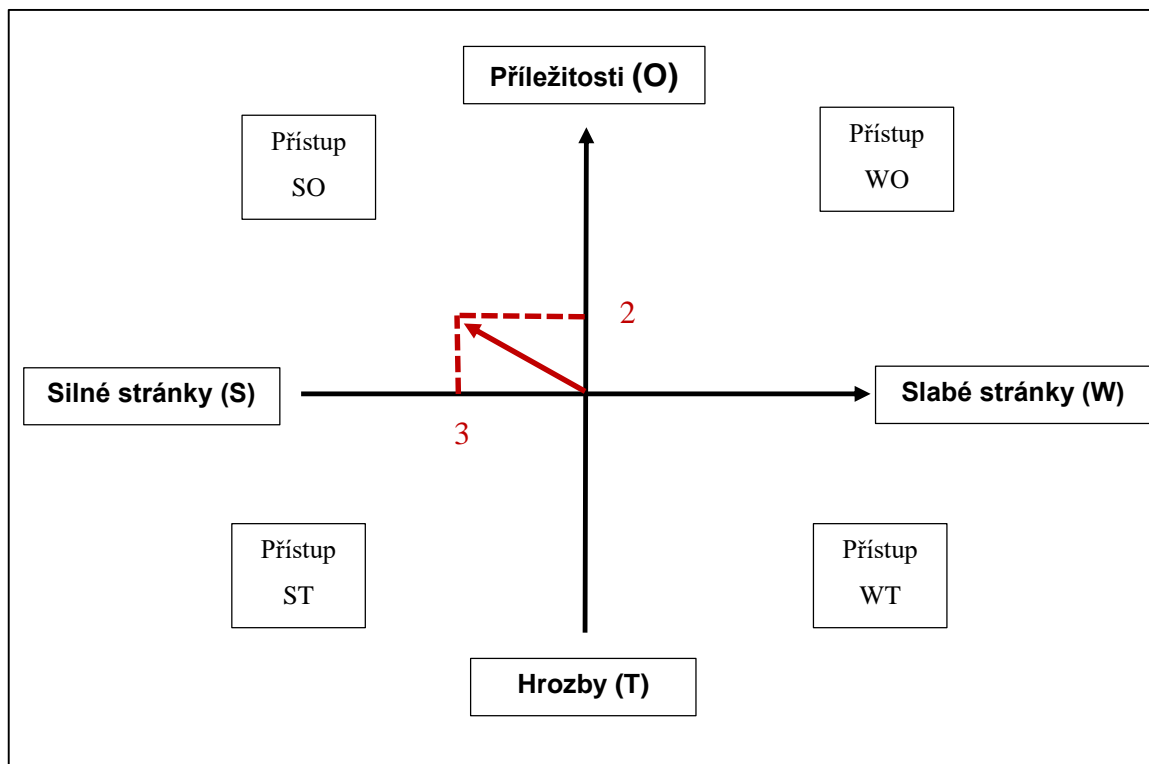 Příležitosti (O)
Přístup
SO
Přístup
WO
2
Silné stránky (S)
Slabé stránky (W)
3
Přístup
ST
Přístup
WT
Hrozby (T)